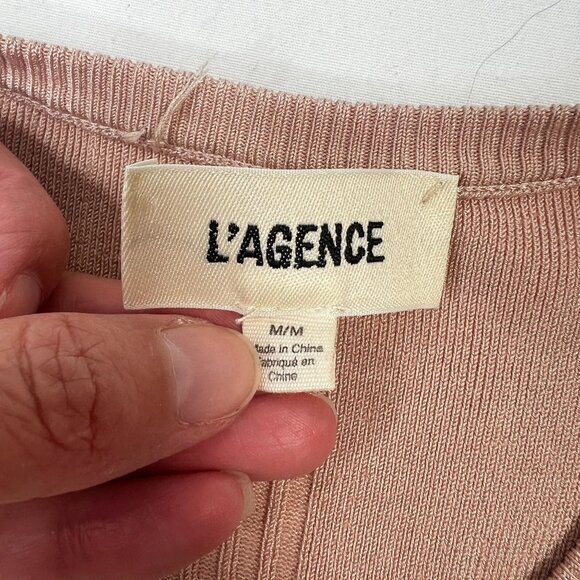 L'AGENCE
M/M
Made in China
Fabriqué en
Chine